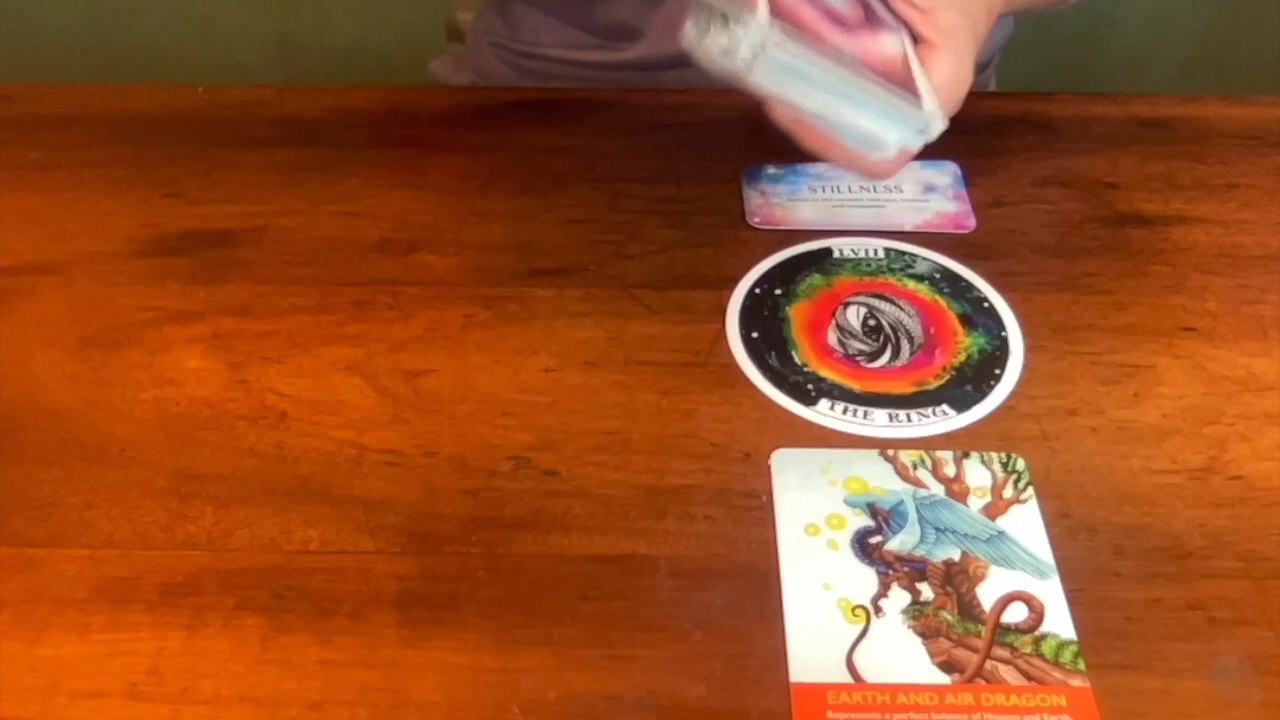 STILLNESS
LVII
THE RING
EARTH AND AIR DRAGON
Represents a perfect balance of Heaven and Earth